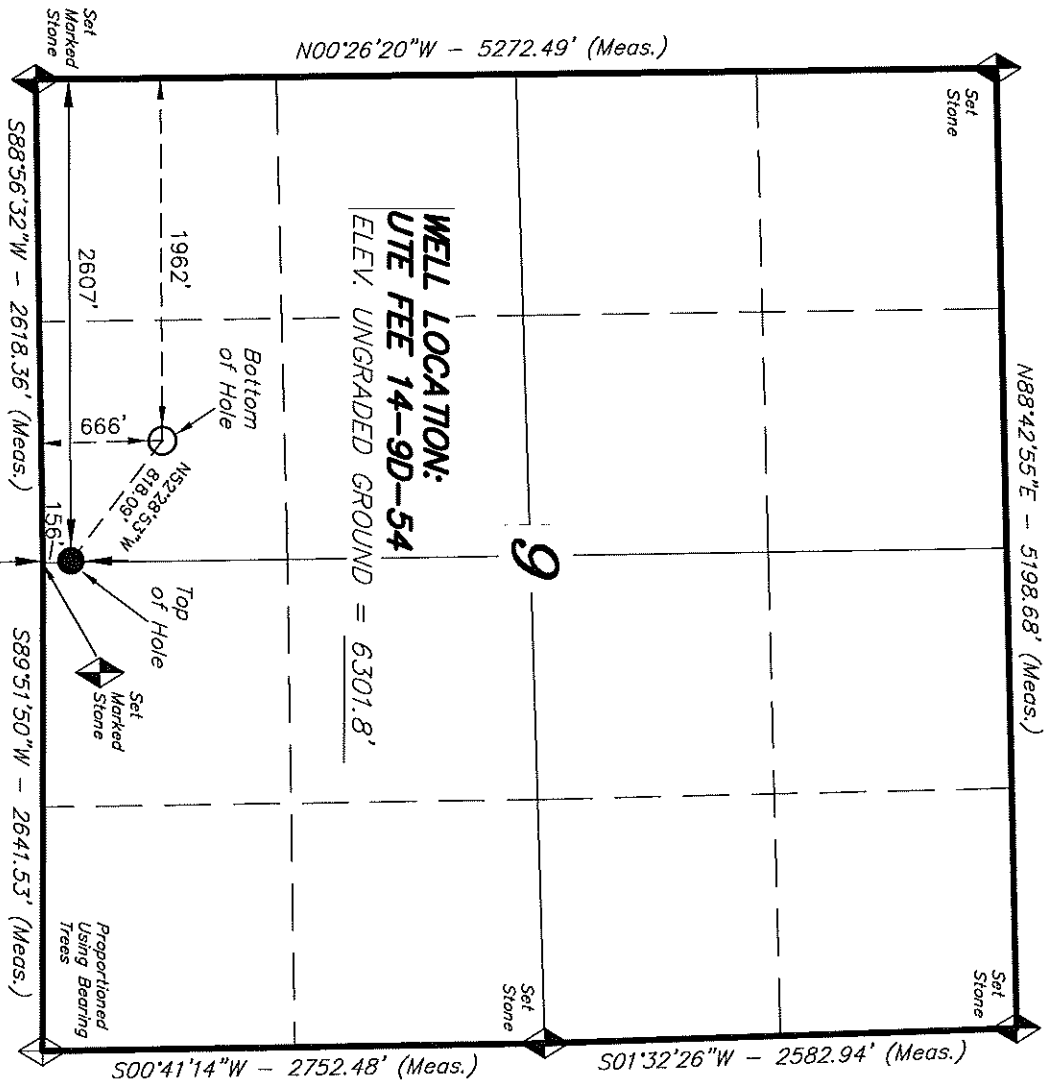 N00°26'20"W - 5272.49' (Meas.)
Set
Stone
N88°42'55"E - 5198.68' (Meas.)
Set
Stone
9
WELL LOCATION:
UTE FEE 14-9D-54
ELEV. UNGRADED GROUND = 6301.8'
Set
Stone
Bottom
of Hole
1962'
666'
N52°28'53"W
818.09'
2607'
156'
Top
of Hole
Set
Marked
Stone
Set
Marked
Stone
Proportioned
Using Bearing
Trees
S88°56'32"W - 2618.36' (Meas.)
S89°51'50"W - 2641.53' (Meas.)
S00°41'14"W - 2752.48' (Meas.)
S01°32'26"W - 2582.94' (Meas.)